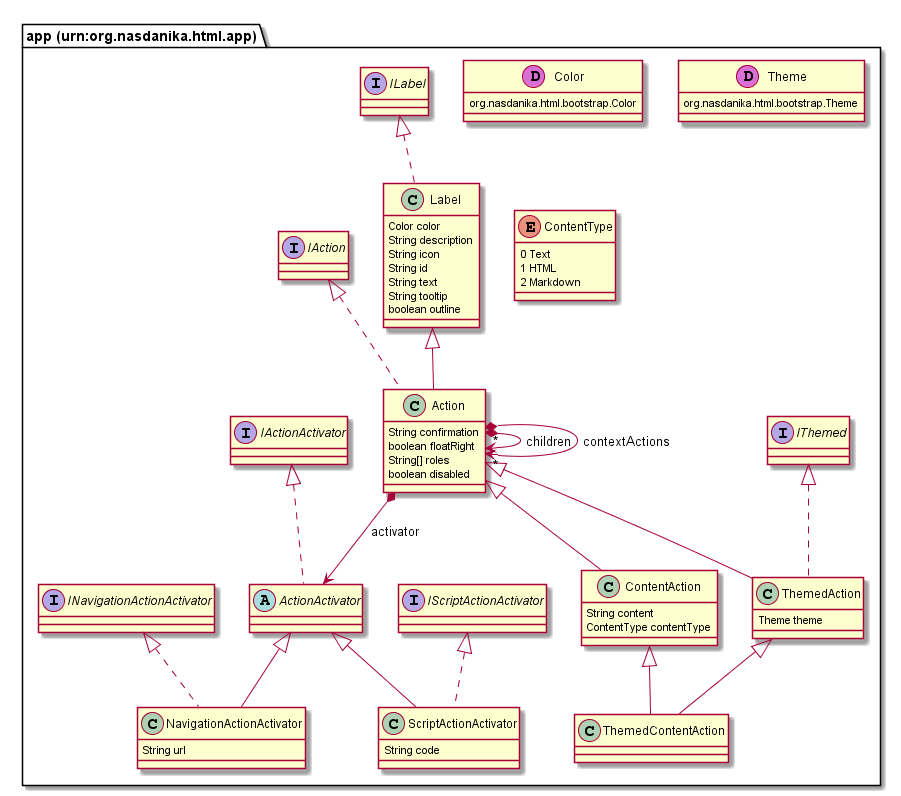 app (urn:org.nasdanika.html.app)
I ILabel
D Color
org.nasdanika.html.bootstrap.Color
D Theme
org.nasdanika.html.bootstrap.Theme
C Label
Color color
String description
String icon
String id
String text
String tooltip
boolean outline
E ContentType
0 Text
1 HTML
2 Markdown
I IAction
C Action
String confirmation
boolean floatRight
String[] roles
boolean disabled
*
children
contextActions
*
I IActionActivator
I IThemed
activator
I INavigationActionActivator
A ActionActivator
I IScriptActionActivator
C ContentAction
String content
ContentType contentType
C ThemedAction
Theme theme
C NavigationActionActivator
String url
C ScriptActionActivator
String code
C ThemedContentAction